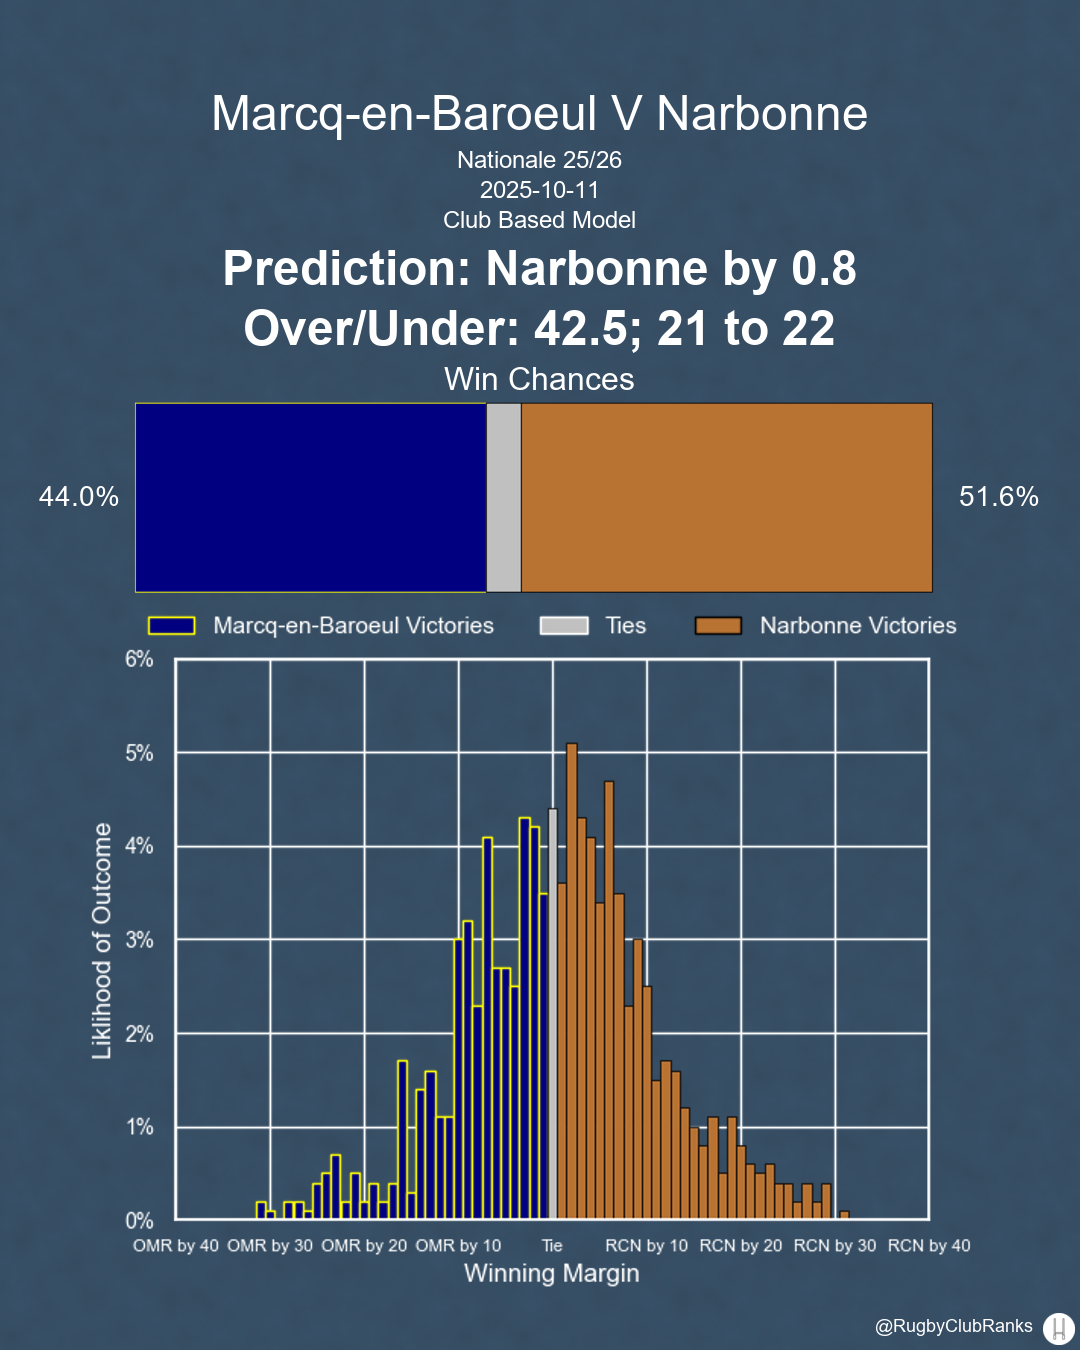 Marcq-en-Baroeul V Narbonne
Nationale 25/26
2025-10-11
Club Based Model
Prediction: Narbonne by 0.8
Over/Under: 42.5; 21 to 22
Win Chances
44.0%
51.6%
Marcq-en-Baroeul Victories
Ties
Narbonne Victories
6%
5%
4%
3%
2%
1%
0%
Liklihood of Outcome
OMR by 40 OMR by 30 OMR by 20 OMR by 10 Tie RCN by 10 RCN by 20 RCN by 30 RCN by 40
Winning Margin
@RugbyClubRanks